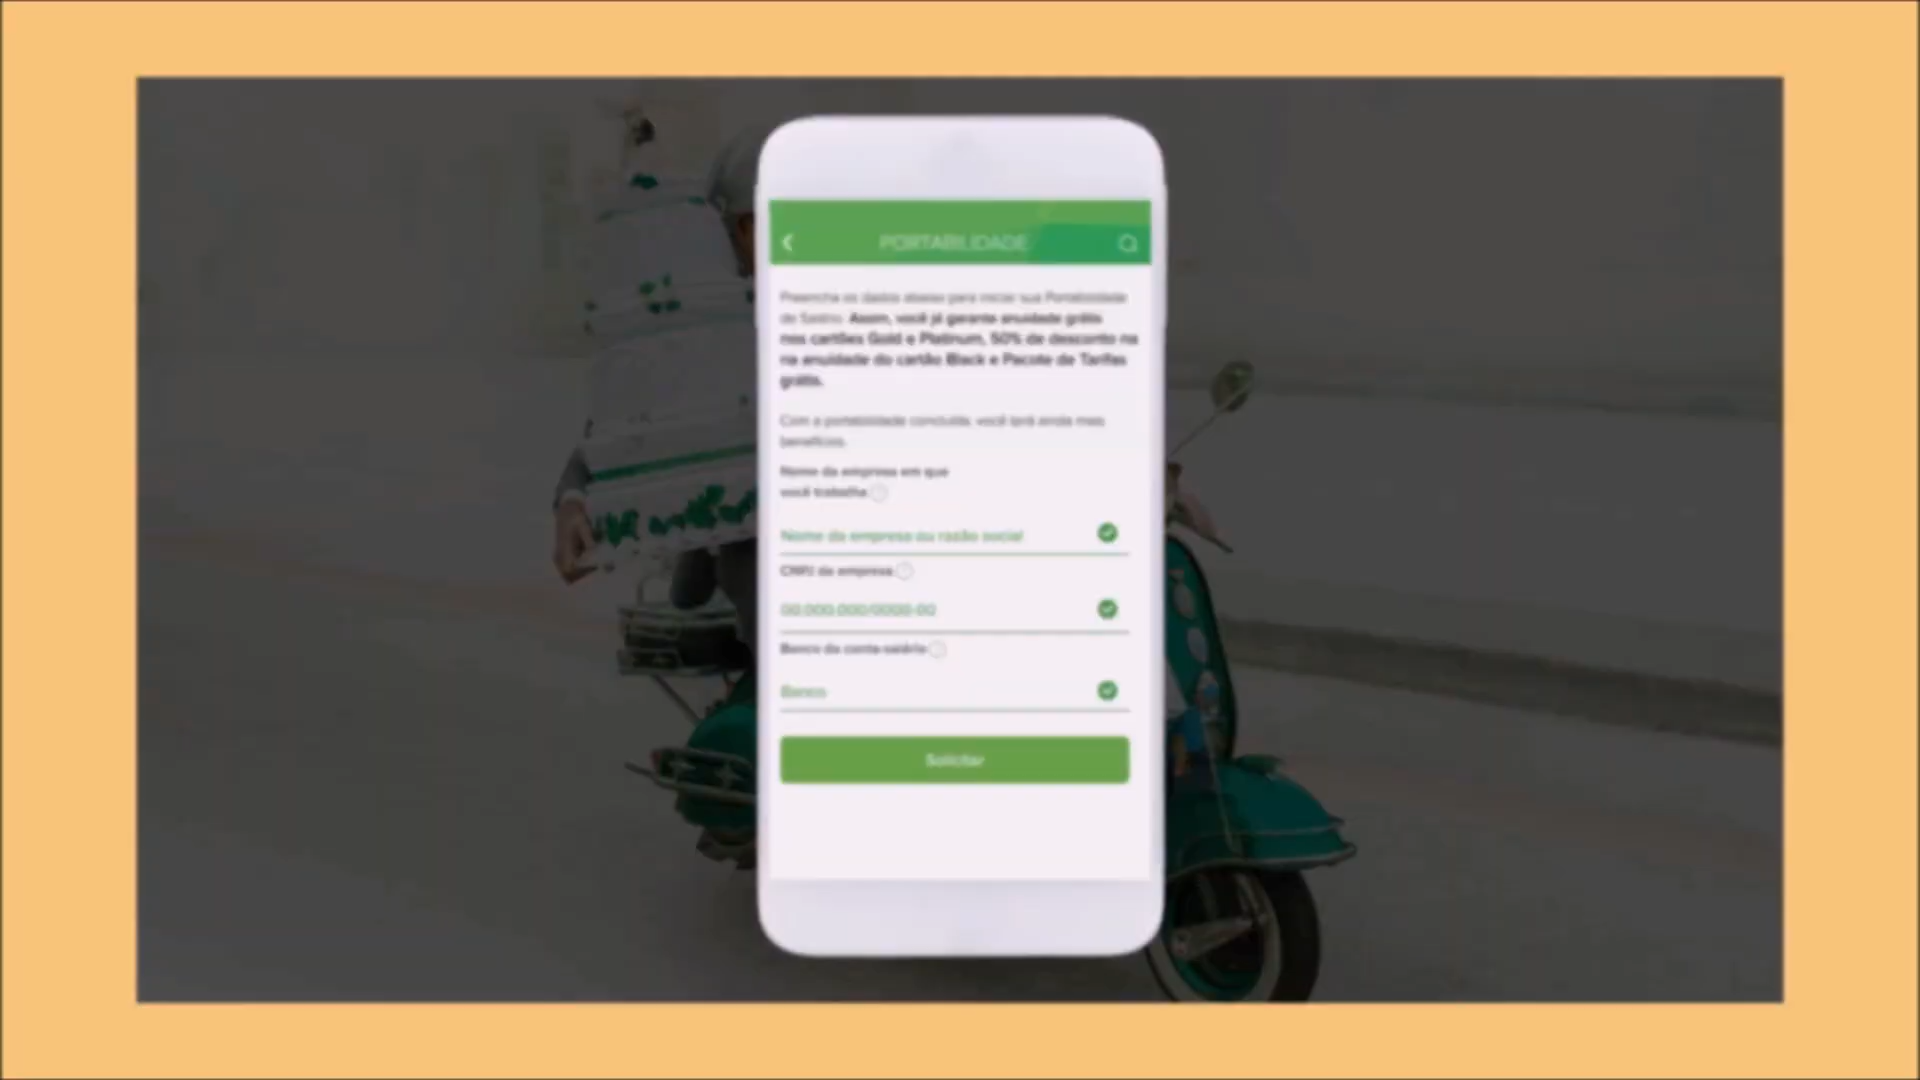 PORTABILIDADE
Preencha os dados abaixo para iniciar sua Portabilidade
de Salário. Assim, você já garante anuidade grátis
nos cartões Gold e Platinum, 50% de desconto na
na anuidade do cartão Black e Pacote de Tarifas
grátis.
Com a portabilidade concluída, você terá ainda mais
benefícios.
Nome da empresa em que
você trabalha
Nome da empresa ou razão social
CNPJ da empresa
00.000.000/0000-00
Banco da conta-salário
Banco
Solicitar